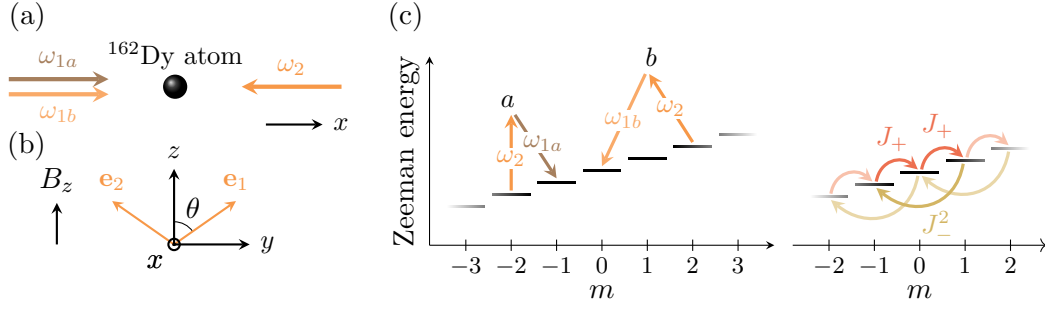 (a)
¹⁶²Dy atom
ω₁ₐ
ω₁b
ω₂
x
(b)
B_z
z
e₂
e₁
θ
x
y
(c)
Zeeman energy
a
b
ω₂
ω₁ₐ
ω₁b
ω₂
−3 −2 −1 0 1 2 3
m
J₊
J₊
J₋²
−2 −1 0 1 2
m